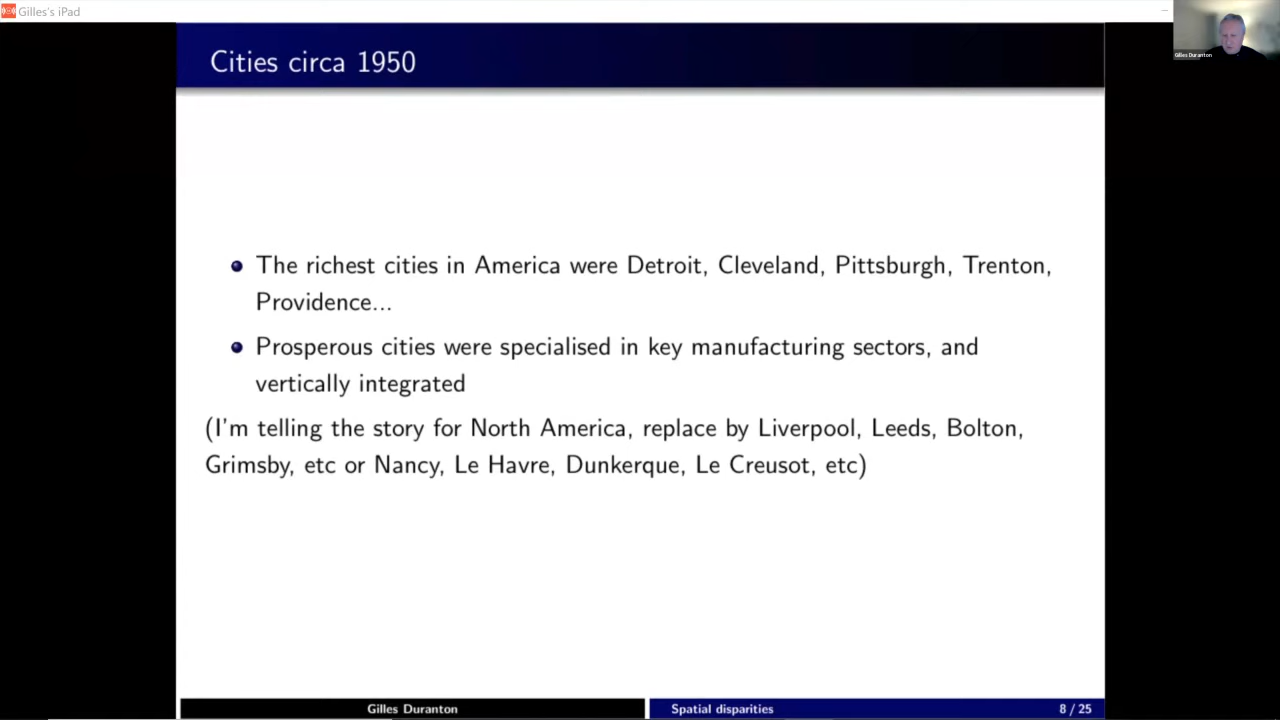 Gilles's iPad
Gilles Duranton
Cities circa 1950
The richest cities in America were Detroit, Cleveland, Pittsburgh, Trenton,
Providence...
Prosperous cities were specialised in key manufacturing sectors, and
vertically integrated
(I'm telling the story for North America, replace by Liverpool, Leeds, Bolton,
Grimsby, etc or Nancy, Le Havre, Dunkerque, Le Creusot, etc)
Gilles Duranton
Spatial disparities
8 / 25